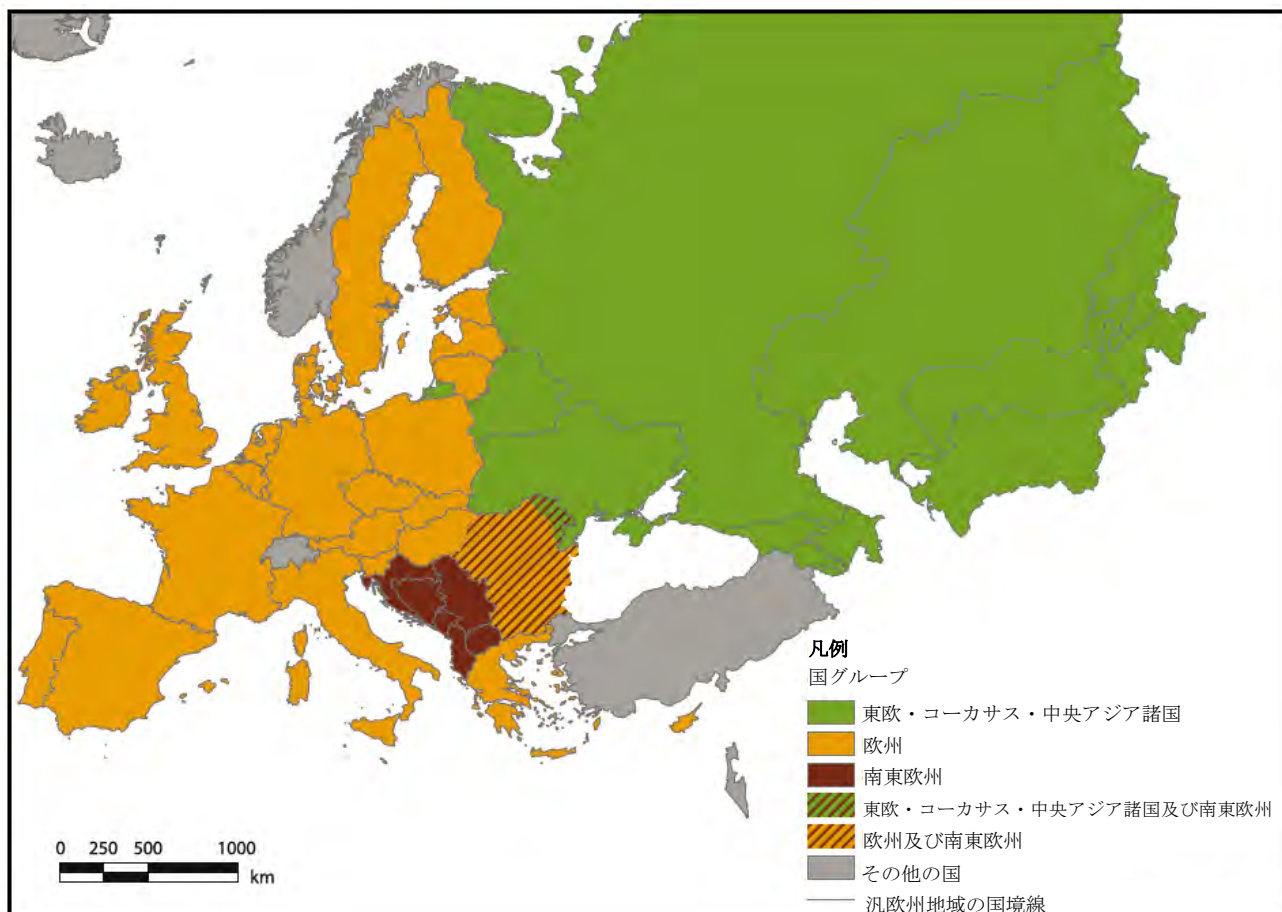 凡例
国グループ
東欧・コーカサス・中央アジア諸国
欧州
南東欧州
東欧・コーカサス・中央アジア諸国及び南東欧州
欧州及び南東欧州
その他の国
汎欧州地域の国境線
0 250 500 1000
km